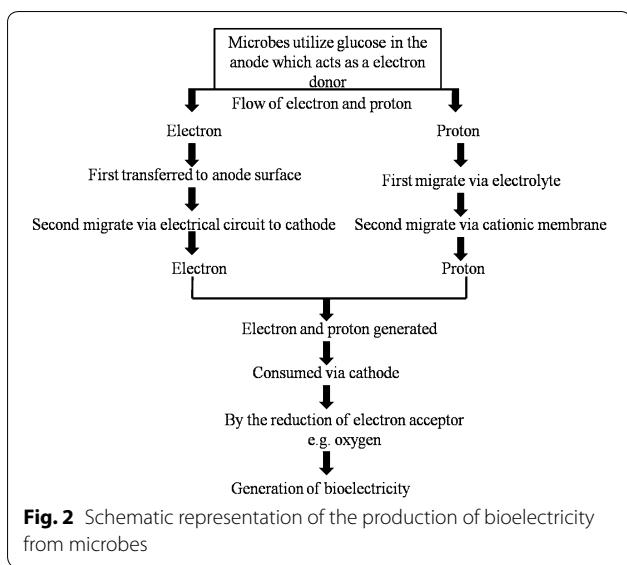 Microbes utilize glucose in the
anode which acts as a electron
donor
Flow of electron and proton
Electron
Proton
First transferred to anode surface
First migrate via electrolyte
Second migrate via electrical circuit to cathode
Second migrate via cationic membrane
Electron
Proton
Electron and proton generated
Consumed via cathode
By the reduction of electron acceptor
e.g. oxygen
Generation of bioelectricity
Fig. 2 Schematic representation of the production of bioelectricity
from microbes